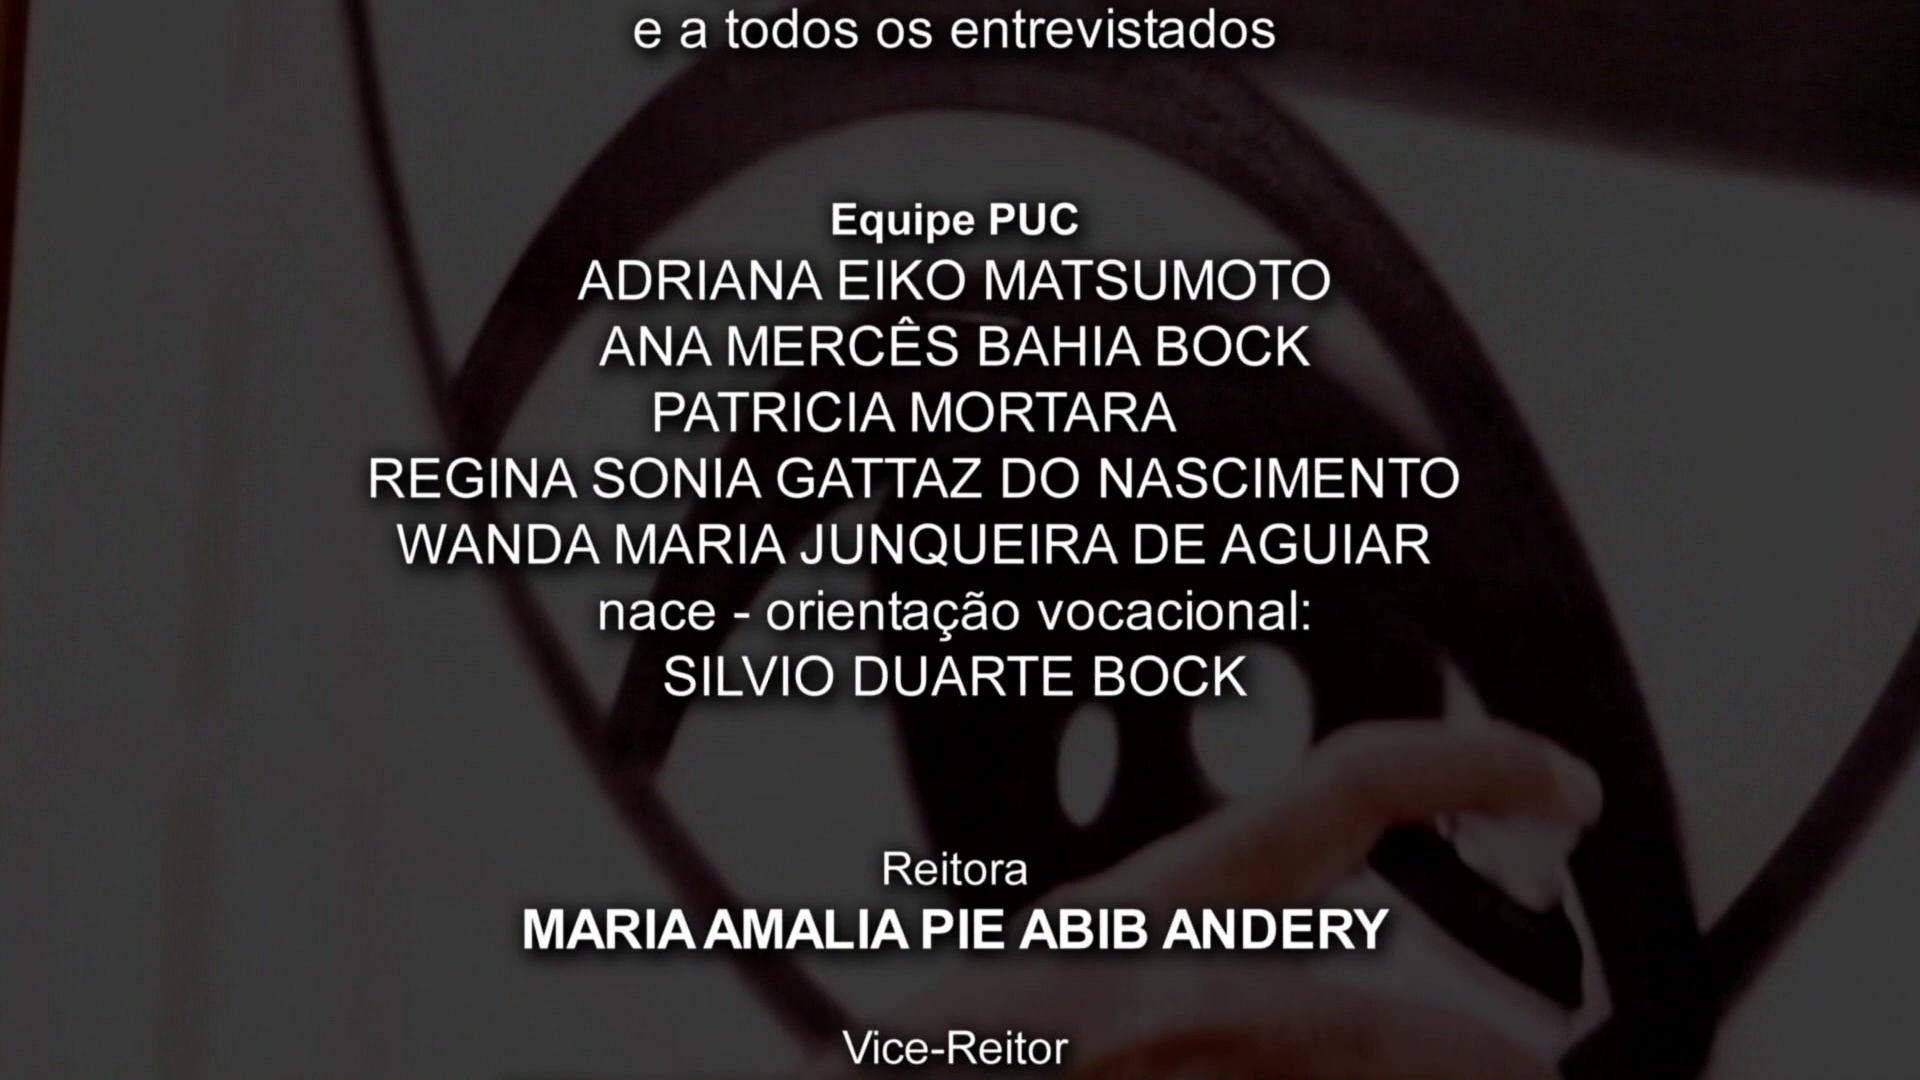 e a todos os entrevistados
Equipe PUC
ADRIANA EIKO MATSUMOTO
ANA MERCÊS BAHIA BOCK
PATRICIA MORTARA
REGINA SONIA GATTAZ DO NASCIMENTO
WANDA MARIA JUNQUEIRA DE AGUIAR
nace - orientação vocacional:
SILVIO DUARTE BOCK
Reitora
MARIA AMALIA PIE ABIB ANDERY
Vice-Reitor